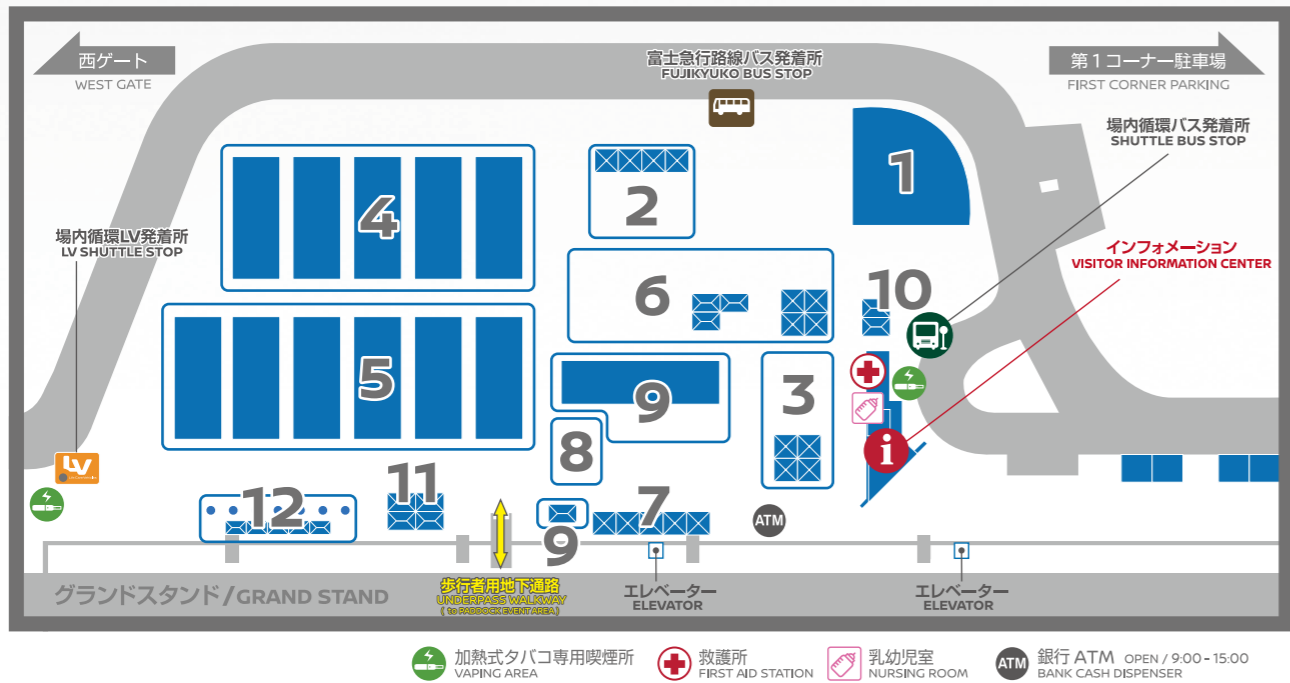 西ゲート
WEST GATE
富士急行路線バス発着所
FUJIKYUKO BUS STOP
第1コーナー駐車場
FIRST CORNER PARKING
場内循環バス発着所
SHUTTLE BUS STOP
1
2
4
場内循環LV発着所
LV SHUTTLE STOP
インフォメーション
VISITOR INFORMATION CENTER
6
10
5
9
3
8
i
LV
11
12
7
9
ATM
歩行者用地下通路
UNDERPASS WALKWAY
( to PADDOCK EVENT AREA )
グランドスタンド/GRAND STAND
エレベーター
ELEVATOR
エレベーター
ELEVATOR
加熱式タバコ専用喫煙所
VAPING AREA
救護所
FIRST AID STATION
乳幼児室
NURSING ROOM
ATM
銀行 ATM OPEN / 9:00 - 15:00
BANK CASH DISPENSER